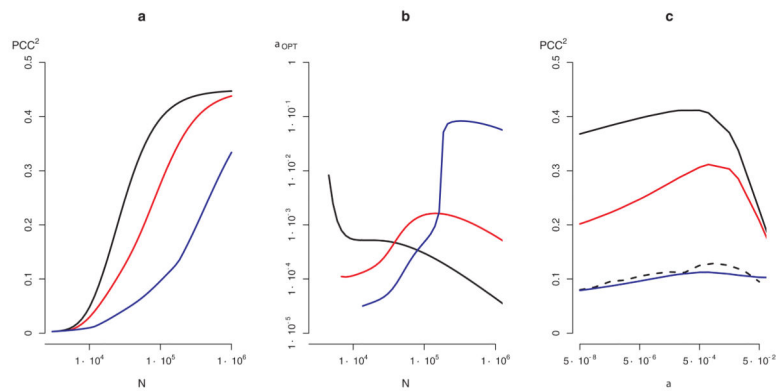 a
b
c
PCC²
a OPT
PCC²
0.5
0.4
0.3
0.2
0.1
0
1
1 · 10⁻¹
1 · 10⁻²
1 · 10⁻³
1 · 10⁻⁴
1 · 10⁻⁵
0.5
0.4
0.3
0.2
0.1
0
1 · 10⁴ 1 · 10⁵ 1 · 10⁶
1 · 10⁴ 1 · 10⁵ 1 · 10⁶
5 · 10⁻⁸ 5 · 10⁻⁶ 5 · 10⁻⁴ 5 · 10⁻²
N
N
a